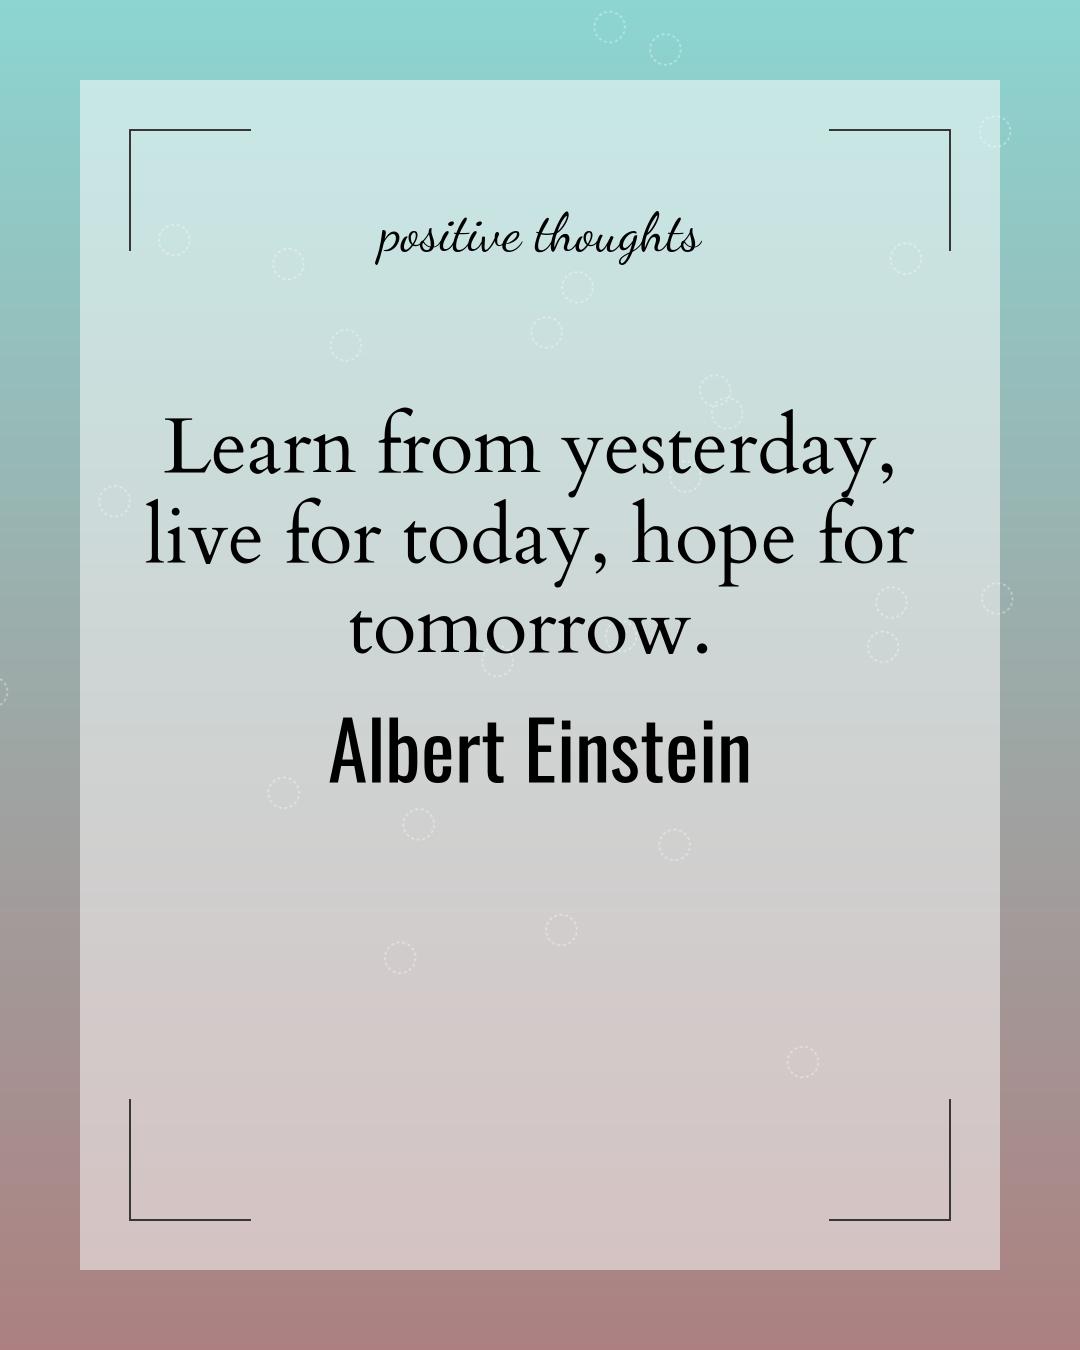 positive thoughts
Learn from yesterday,
live for today, hope for
tomorrow.
Albert Einstein